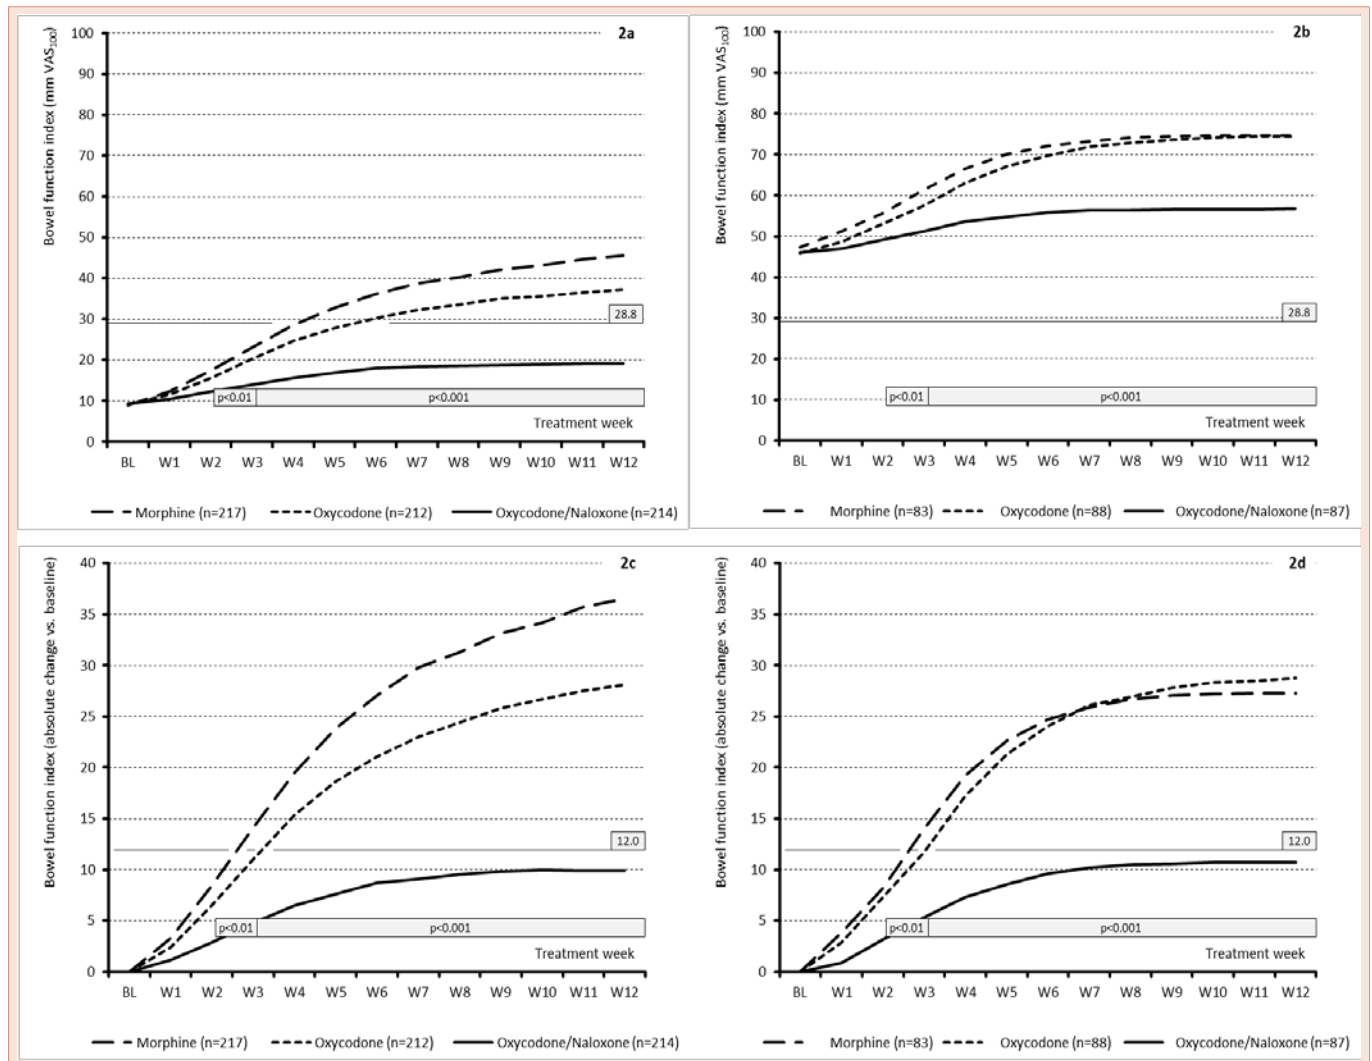 2a
Bowel function index (mm VAS100)
100
90
80
70
60
50
40
30
20
10
0
28.8
p<0.01
p<0.001
Treatment week
BL W1 W2 W3 W4 W5 W6 W7 W8 W9 W10 W11 W12
Morphine (n=217) Oxycodone (n=212) Oxycodone/Naloxone (n=214)
2b
Bowel function index (mm VAS100)
100
90
80
70
60
50
40
30
20
10
0
28.8
p<0.01
p<0.001
Treatment week
BL W1 W2 W3 W4 W5 W6 W7 W8 W9 W10 W11 W12
Morphine (n=83) Oxycodone (n=88) Oxycodone/Naloxone (n=87)
2c
Bowel function index (absolute change vs. baseline)
40
35
30
25
20
15
10
5
0
12.0
p<0.01
p<0.001
Treatment week
BL W1 W2 W3 W4 W5 W6 W7 W8 W9 W10 W11 W12
Morphine (n=217) Oxycodone (n=212) Oxycodone/Naloxone (n=214)
2d
Bowel function index (absolute change vs. baseline)
40
35
30
25
20
15
10
5
0
12.0
p<0.01
p<0.001
Treatment week
BL W1 W2 W3 W4 W5 W6 W7 W8 W9 W10 W11 W12
Morphine (n=83) Oxycodone (n=88) Oxycodone/Naloxone (n=87)